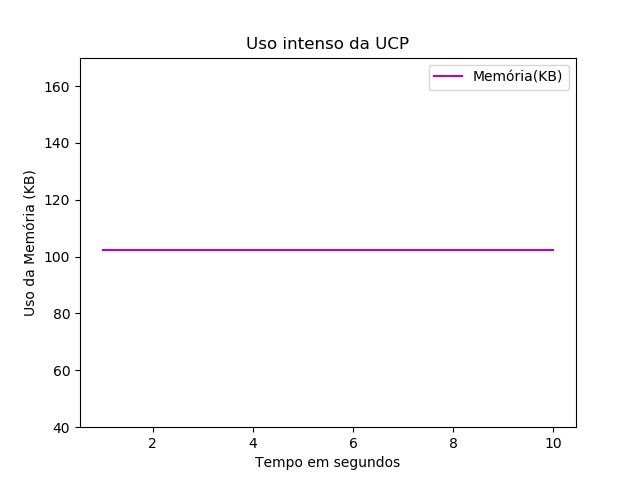 Uso intenso da UCP
Memória(KB)
Uso da Memória (KB)
160
140
120
100
80
60
40
2 4 6 8 10
Tempo em segundos